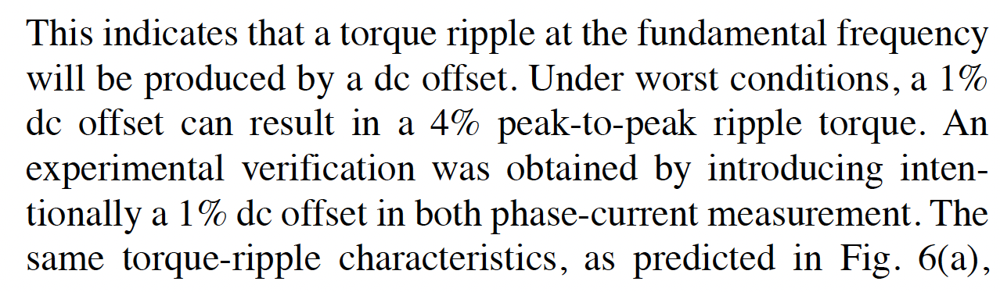 This indicates that a torque ripple at the fundamental frequency
will be produced by a dc offset. Under worst conditions, a 1%
dc offset can result in a 4% peak-to-peak ripple torque. An
experimental verification was obtained by introducing inten-
tionally a 1% dc offset in both phase-current measurement. The
same torque-ripple characteristics, as predicted in Fig. 6(a),